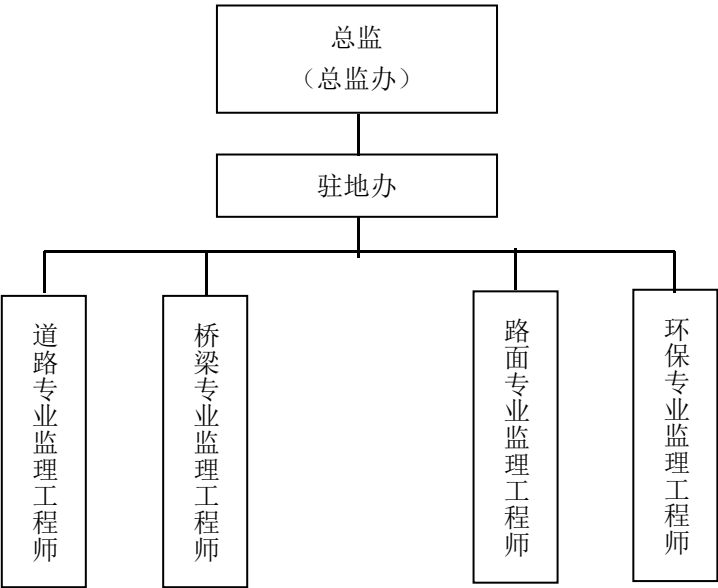 总监
（总监办）
驻地办
道路专业监理工程师
桥梁专业监理工程师
路面专业监理工程师
环保专业监理工程师